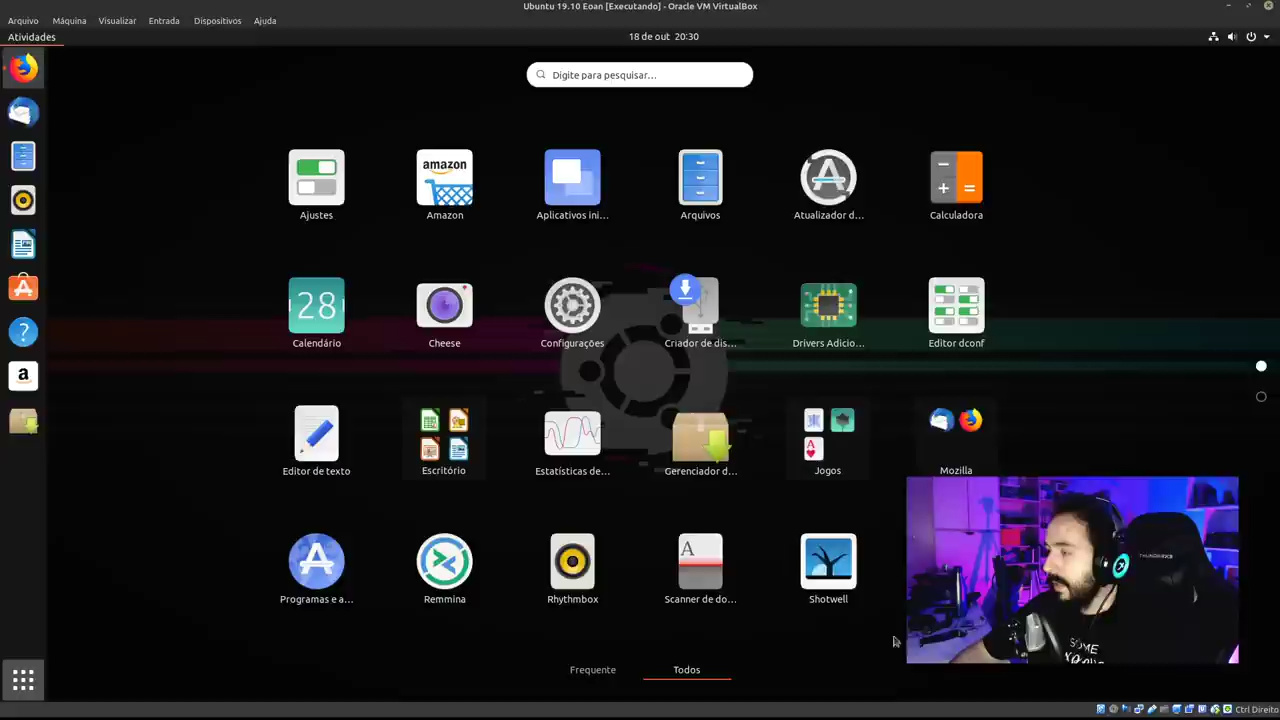 Ubuntu 19.10 Eoan [Executando] - Oracle VM VirtualBox
Arquivo Máquina Visualizar Entrada Dispositivos Ajuda
Atividades 18 de out 20:30
Digite para pesquisar…
amazon
Ajustes Amazon Aplicativos ini… Arquivos Atualizador d… Calculadora
28
Calendário Cheese Configurações Criador de dis… Drivers Adicio… Editor dconf
a
Editor de texto Escritório Estatísticas de… Gerenciador d… Jogos Mozilla
A
Programas e a… Remmina Rhythmbox Scanner de do… Shotwell
SOME
Frequente Todos
Ctrl Direito